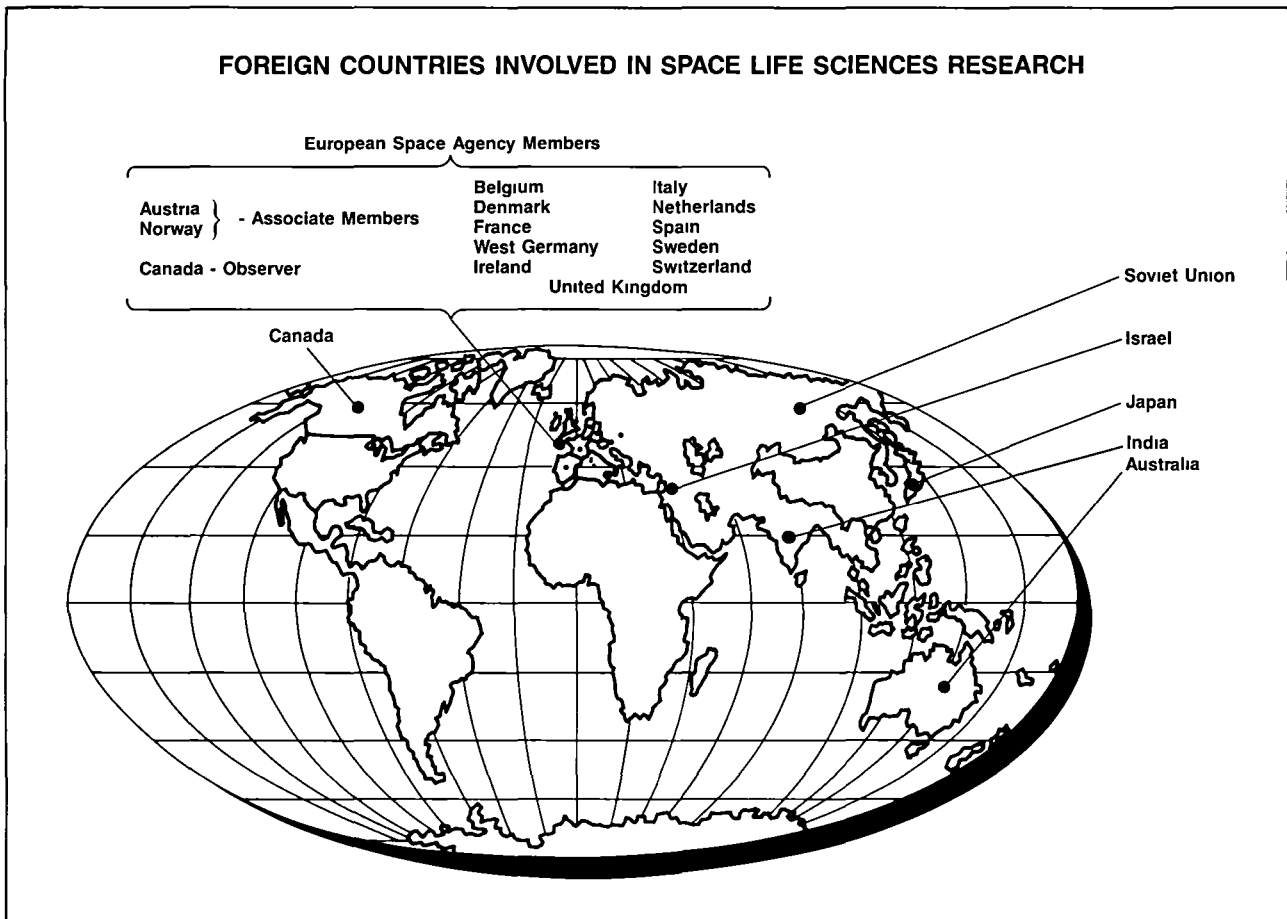 FOREIGN COUNTRIES INVOLVED IN SPACE LIFE SCIENCES RESEARCH
European Space Agency Members
Austria
Norway
- Associate Members
Canada - Observer
Belgium
Denmark
France
West Germany
Ireland
Italy
Netherlands
Spain
Sweden
Switzerland
United Kingdom
Canada
Soviet Union
Israel
Japan
India
Australia